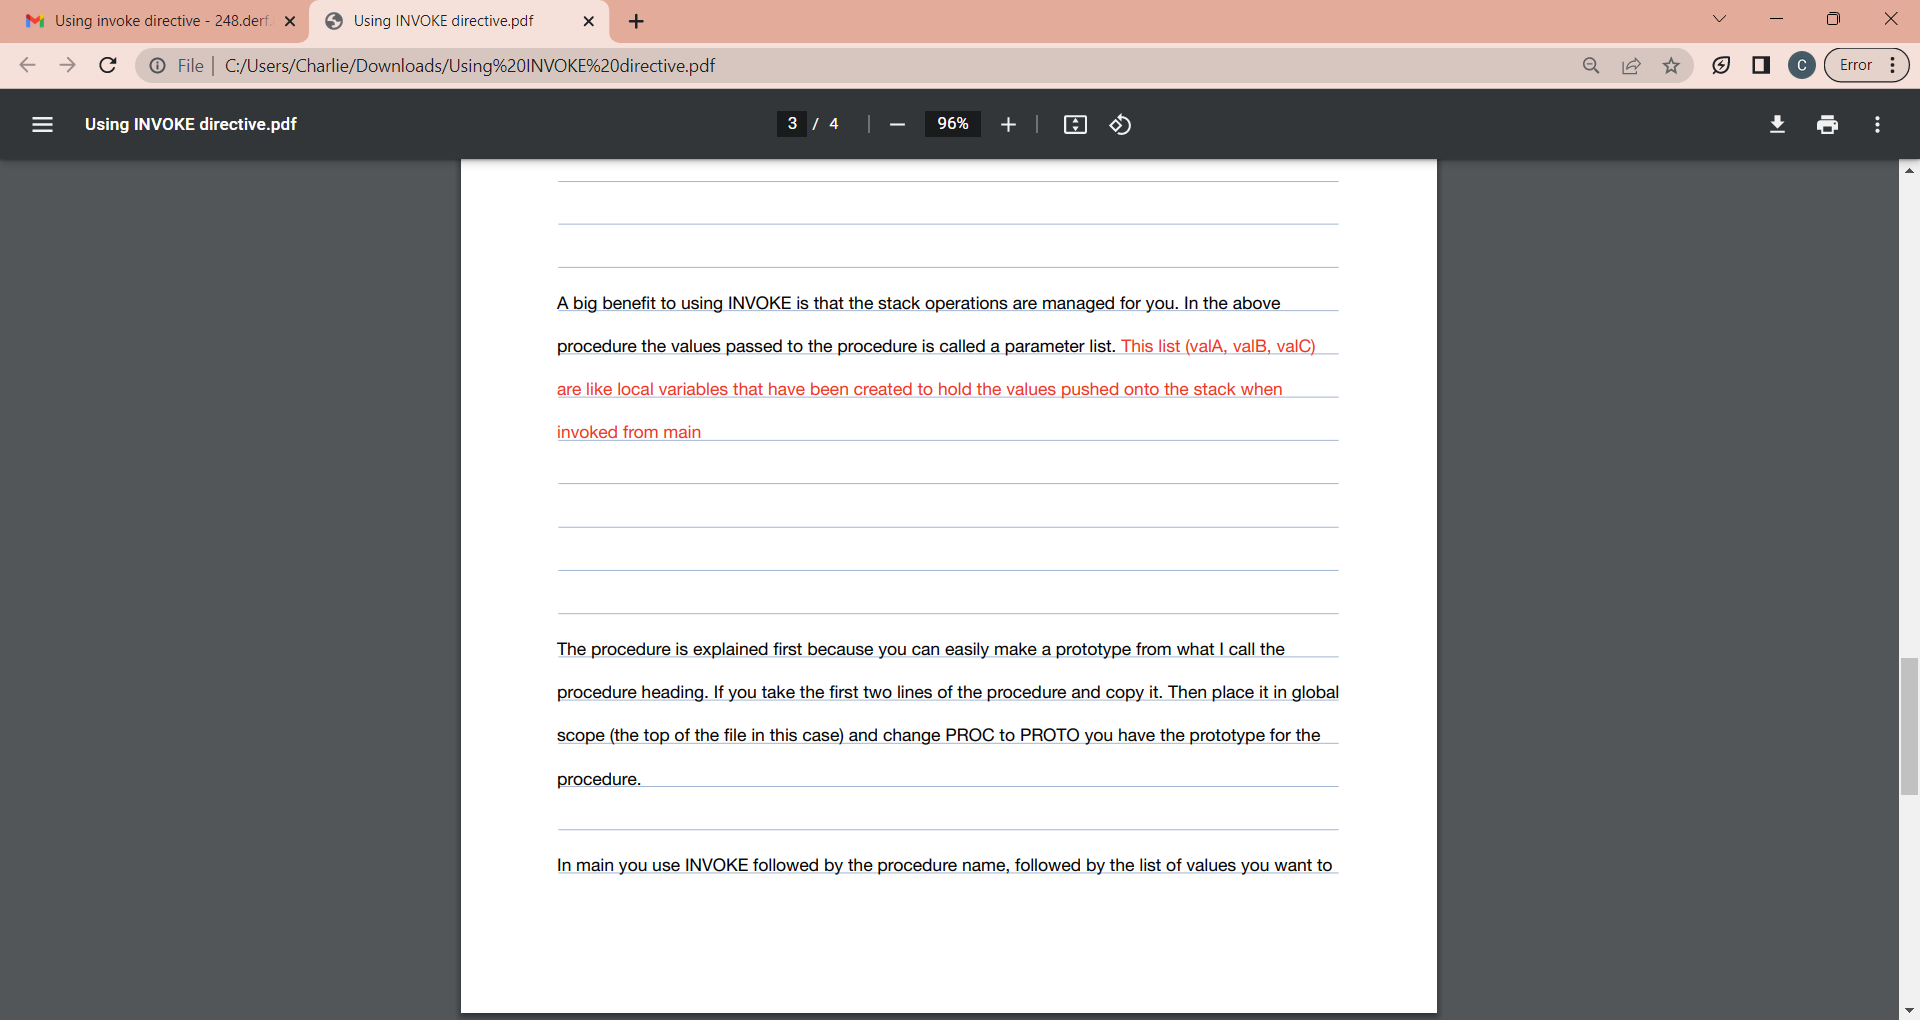 Using invoke directive - 248.derf.
Using INVOKE directive.pdf
File
C:/Users/Charlie/Downloads/Using%20INVOKE%20directive.pdf
C
Error
Using INVOKE directive.pdf
3 / 4
96%
A big benefit to using INVOKE is that the stack operations are managed for you. In the above
procedure the values passed to the procedure is called a parameter list. This list (valA, valB, valC)
are like local variables that have been created to hold the values pushed onto the stack when
invoked from main
The procedure is explained first because you can easily make a prototype from what I call the
procedure heading. If you take the first two lines of the procedure and copy it. Then place it in global
scope (the top of the file in this case) and change PROC to PROTO you have the prototype for the
procedure.
In main you use INVOKE followed by the procedure name, followed by the list of values you want to